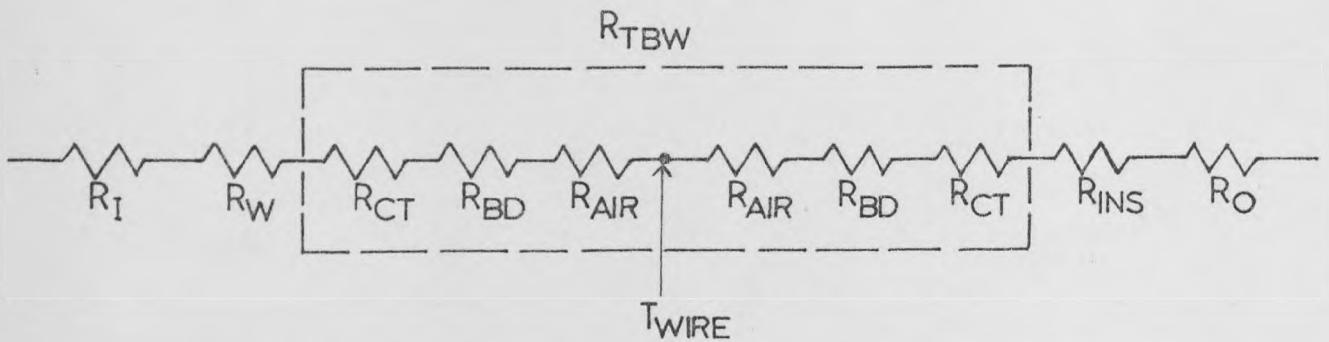 R_TBW
R_I R_W R_CT R_BD R_AIR R_AIR R_BD R_CT R_INS R_O
T_WIRE